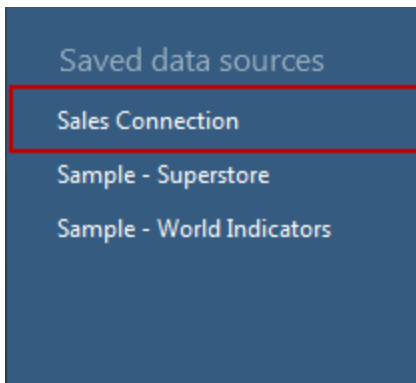 Saved data sources
Sales Connection
Sample - Superstore
Sample - World Indicators